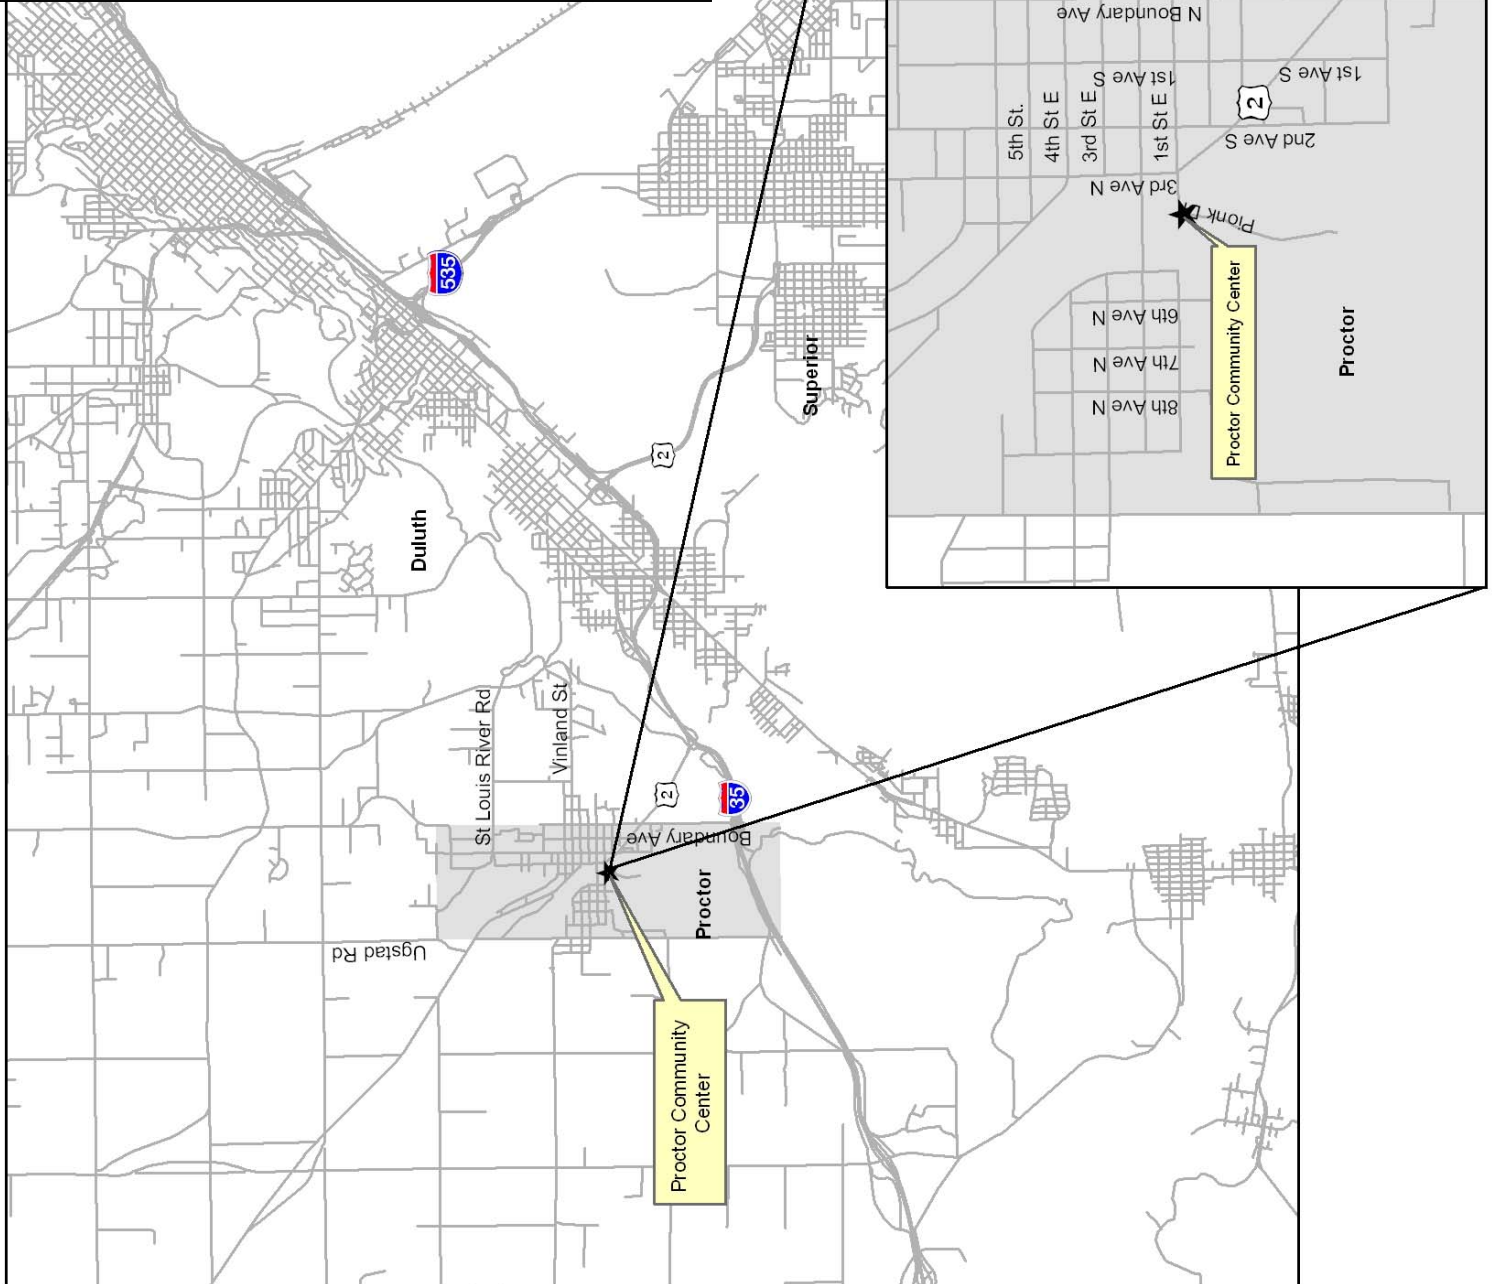 535
2
Duluth
Superior
St Louis River Rd
Vinland St
2
35
Boundary Ave
Proctor
Ugstad Rd
Proctor Community
Center
N Boundary Ave
1st Ave S
1st Ave S
2
2nd Ave S
5th St.
4th St E
3rd St E
1st St E
3rd Ave N
Pionk D
6th Ave N
7th Ave N
8th Ave N
Proctor Community Center
Proctor